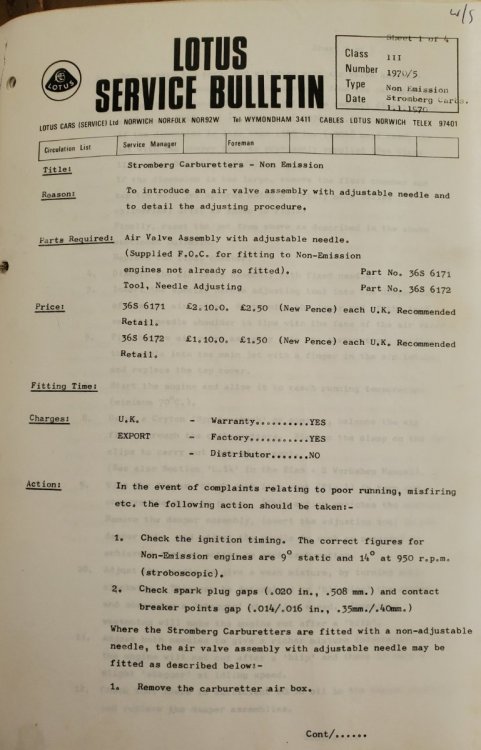 w/s
Sheet 1 of 4
LOTUS
SERVICE BULLETIN
LOTUS
Class III
Number 1970/5
Type Non Emission
Stromberg Carbs.
Date 1.1.1970
LOTUS CARS (SERVICE) Ltd NORWICH NORFOLK NOR92W Tel WYMONDHAM 3411 CABLES LOTUS NORWICH TELEX 97401
Circulation List Service Manager Foreman
Title: Stromberg Carburetters - Non Emission
Reason: To introduce an air valve assembly with adjustable needle and
to detail the adjusting procedure.
Parts Required: Air Valve Assembly with adjustable needle.
(Supplied F.O.C. for fitting to Non-Emission
engines not already so fitted). Part No. 36S 6171
Tool, Needle Adjusting Part No. 36S 6172
Price: 36S 6171 £2.10.0. £2.50 (New Pence) each U.K. Recommended
Retail.
36S 6172 £1.10.0. £1.50 (New Pence) each U.K. Recommended
Retail.
Fitting Time:
Charges: U.K. - Warranty..........YES
EXPORT - Factory...........YES
- Distributor.......NO
Action: In the event of complaints relating to poor running, misfiring
etc. the following action should be taken:-
1. Check the ignition timing. The correct figures for
Non-Emission engines are 9° static and 14° at 950 r.p.m.
(stroboscopic).
2. Check spark plug gaps (.020 in., .508 mm.) and contact
breaker points gap (.014/.016 in., .35mm./.40mm.)
Where the Stromberg Carburetters are fitted with a non-adjustable
needle, the air valve assembly with adjustable needle may be
fitted as described below:-
1. Remove the carburetter air box.
Cont/......